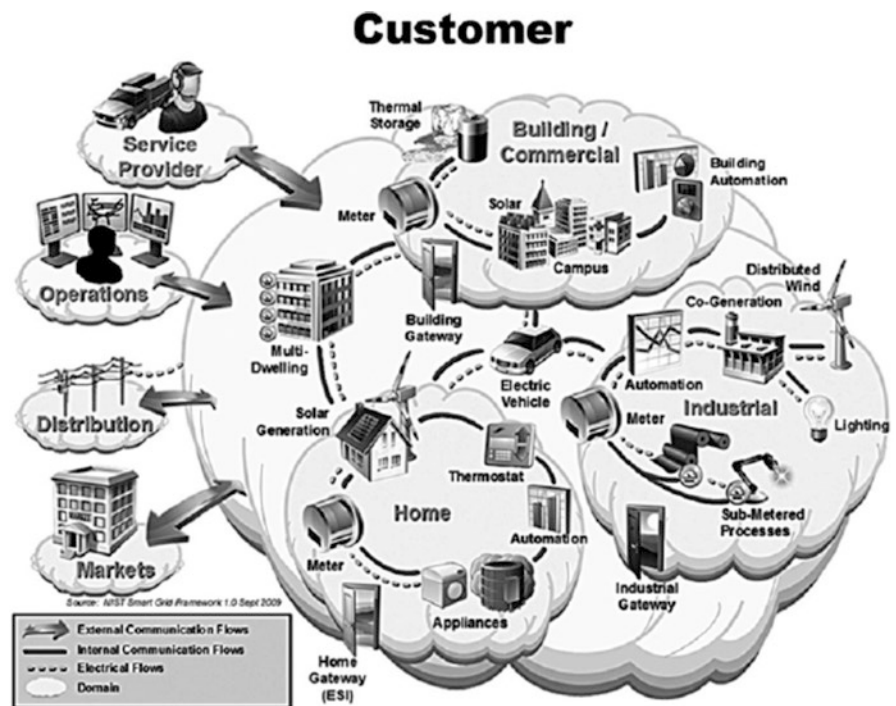 Customer
Service
Provider
Operations
Distribution
Markets
Thermal
Storage
Building /
Commercial
Building
Automation
Meter
Solar
Campus
Building
Gateway
Multi-
Dwelling
Electric
Vehicle
Distributed
Wind
Co-Generation
Automation
Meter
Industrial
Lighting
Sub-Metered
Processes
Industrial
Gateway
Solar
Generation
Thermostat
Home
Automation
Meter
Appliances
Home
Gateway
(ESI)
Source: NIST Smart Grid Framework 1.0 Sept 2009
External Communication Flows
Internal Communication Flows
Electrical Flows
Domain